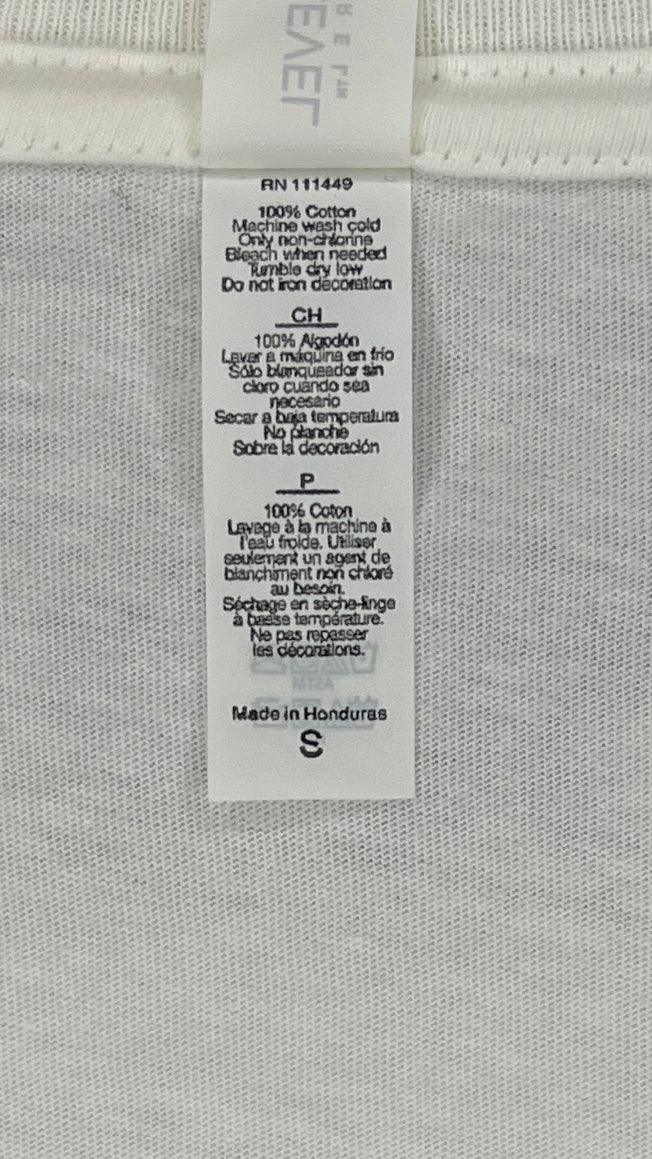 RN 111449
100% Cotton
Machine wash cold
Only non-chlorine
Bleach when needed
Tumble dry low
Do not iron decoration
CH
100% Algodón
Lavar a máquina en frío
Sólo blanqueador sin
cloro cuando sea
necesario
Secar a baja temperatura
No planche
Sobre la decoración
P
100% Coton
Lavage à la machine à
l'eau froide. Utiliser
seulement un agent de
blanchiment non chloré
au besoin.
Séchage en sèche-linge
à basse température.
Ne pas repasser
les décorations.
ASTM
Made in Honduras
S